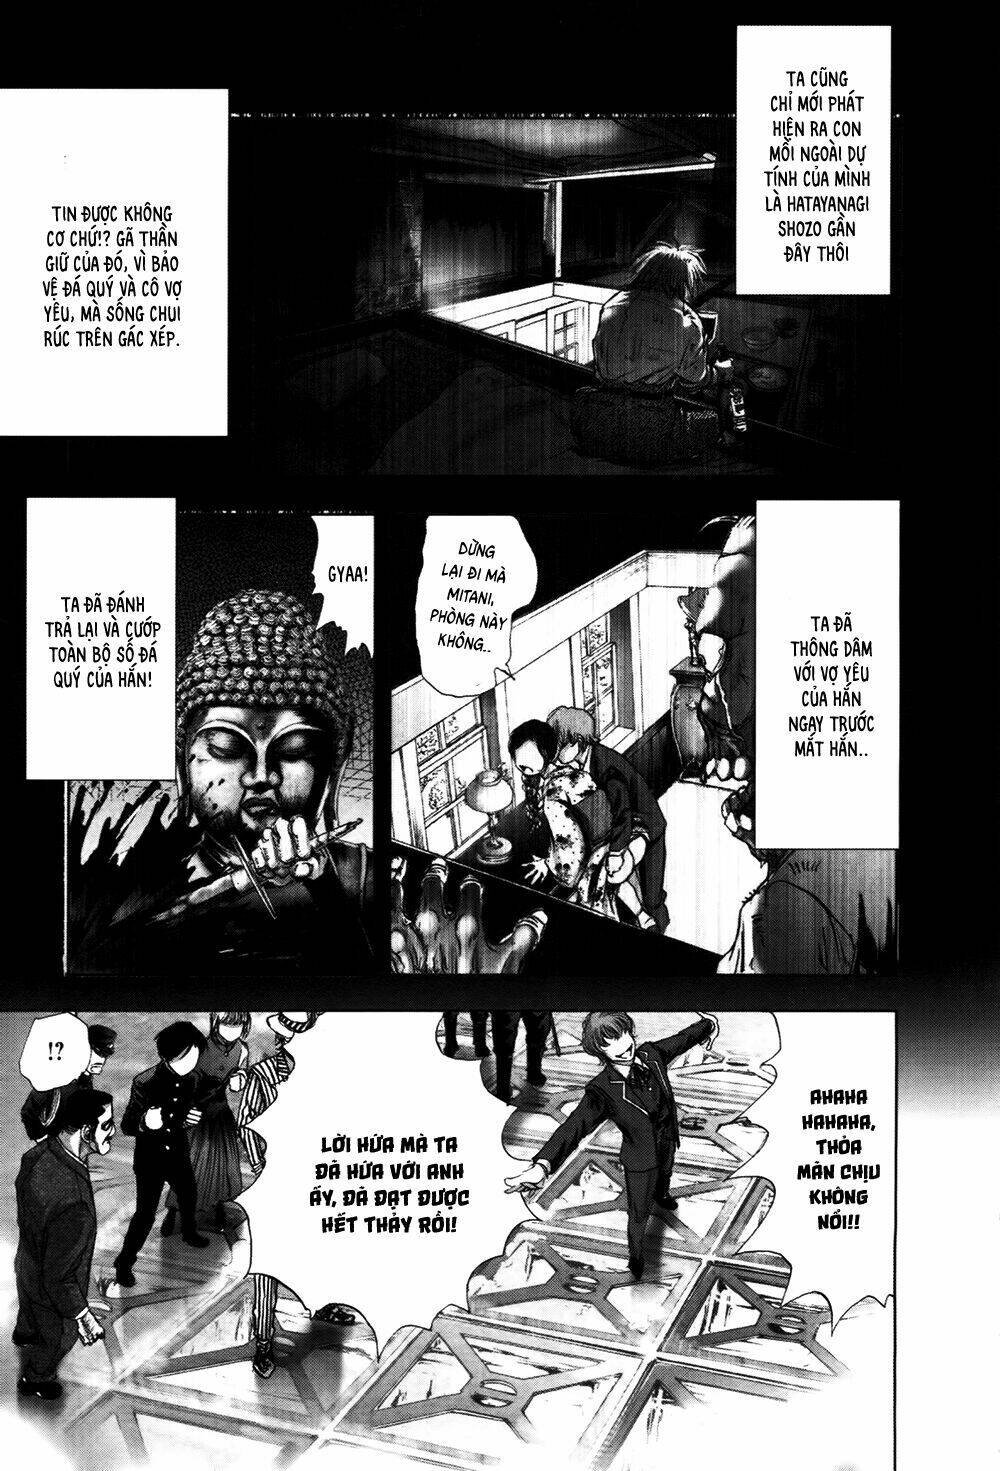 TA CŨNG
CHỈ MỚI PHÁT
HIỆN RA CON
MỒI NGOÀI DỰ
TÍNH CỦA MÌNH
LÀ HATAYANAGI
SHOZO GẦN
ĐÂY THÔI
TIN ĐƯỢC KHÔNG
CƠ CHỨ!? GÃ THẦN
GIỮ CỦA ĐÓ, VÌ BẢO
VỆ ĐÁ QUÝ VÀ CÔ VỢ
YÊU, MÀ SỐNG CHUI
RÚC TRÊN GÁC XÉP.
TA ĐÃ
THÔNG DÂM
VỚI VỢ YÊU
CỦA HẮN
NGAY TRƯỚC
MẮT HẮN..
DỪNG
LẠI ĐI MÀ
MITANI,
PHÒNG NÀY
KHÔNG..
GYAA!
TA ĐÃ ĐÁNH
TRẢ LẠI VÀ CƯỚP
TOÀN BỘ SỐ ĐÁ
QUÝ CỦA HẮN!
AHAHA
HAHAHA,
THỎA
MÃN CHỊU
KHÔNG
NỔI!!
LỜI HỨA MÀ TA
ĐÃ HỨA VỚI ANH
ẤY, ĐÃ ĐẠT ĐƯỢC
HẾT THẢY RỒI!
!?